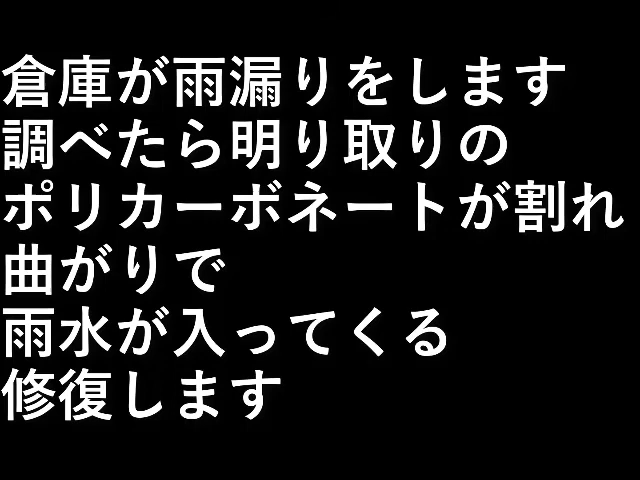 倉庫が雨漏りをします
調べたら明り取りの
ポリカーボネートが割れ
曲がりで
雨水が入ってくる
修復します